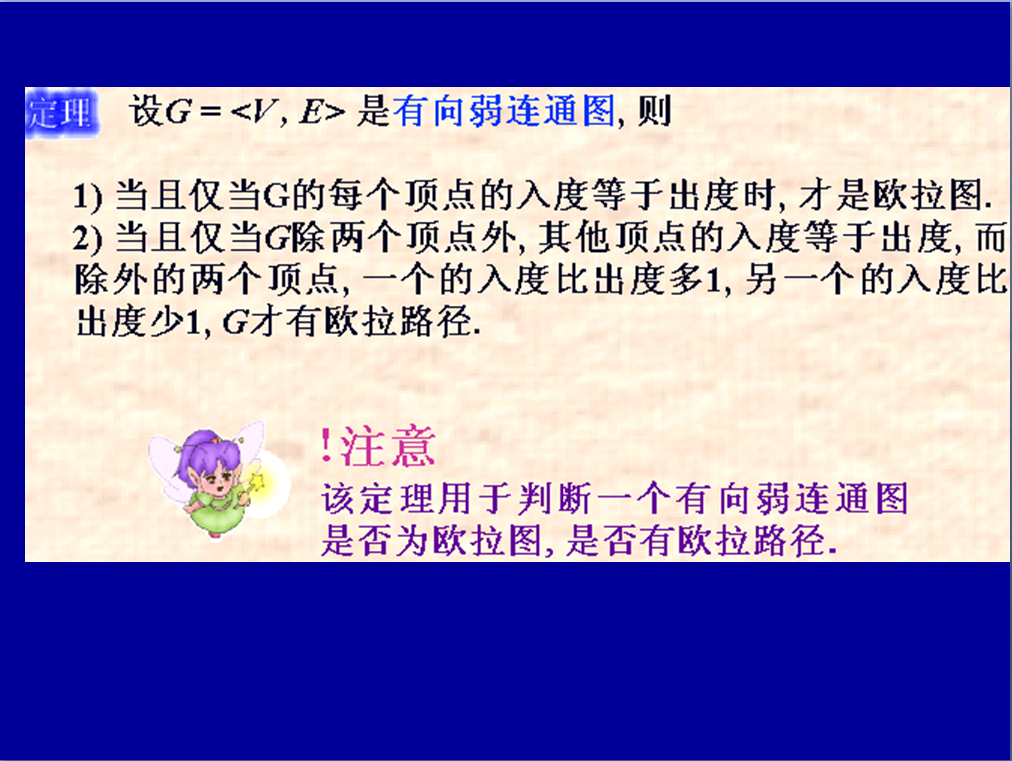 定理 设G = <V, E> 是有向弱连通图, 则
1) 当且仅当G的每个顶点的入度等于出度时, 才是欧拉图.
2) 当且仅当G除两个顶点外, 其他顶点的入度等于出度, 而
除外的两个顶点, 一个的入度比出度多1, 另一个的入度比
出度少1, G才有欧拉路径.
!注意
该定理用于判断一个有向弱连通图
是否为欧拉图, 是否有欧拉路径.